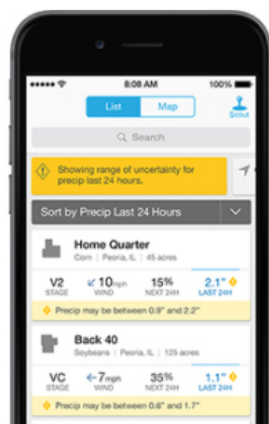 8:08 AM
100%
List
Map
Scout
Search
Showing range of uncertainty for
precip last 24 hours.
Sort by Precip Last 24 Hours
Home Quarter
Corn | Peoria, IL | 45 acres
V2 10mph 15% 2.1"
STAGE WIND NEXT 24H LAST 24H
Precip may be between 0.9" and 2.2"
Back 40
Soybeans | Peoria, IL | 125 acres
VC 7mph 35% 1.1"
STAGE WIND NEXT 24H LAST 24H
Precip may be between 0.6" and 1.7"